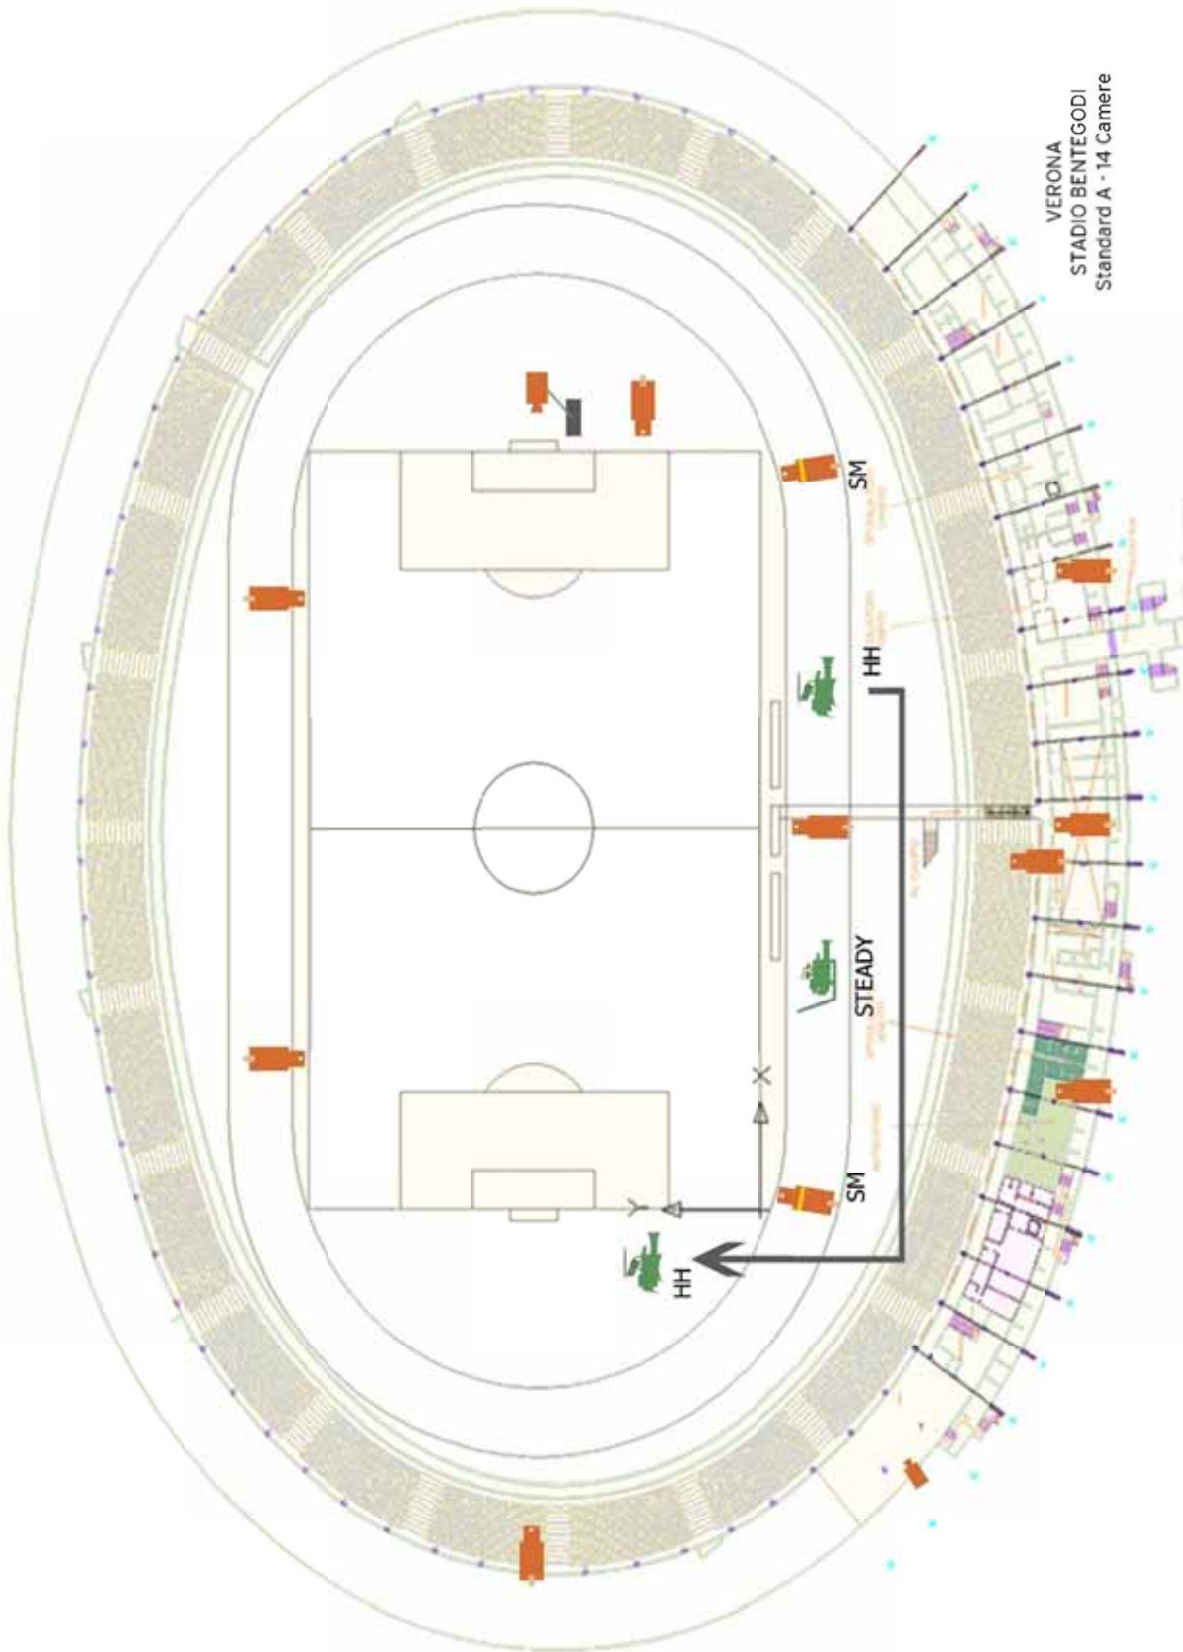 VERONA
STADIO BENTEGODI
Standard A - 14 Camere
SM
HH
STEADY
X
SM
Y
HH